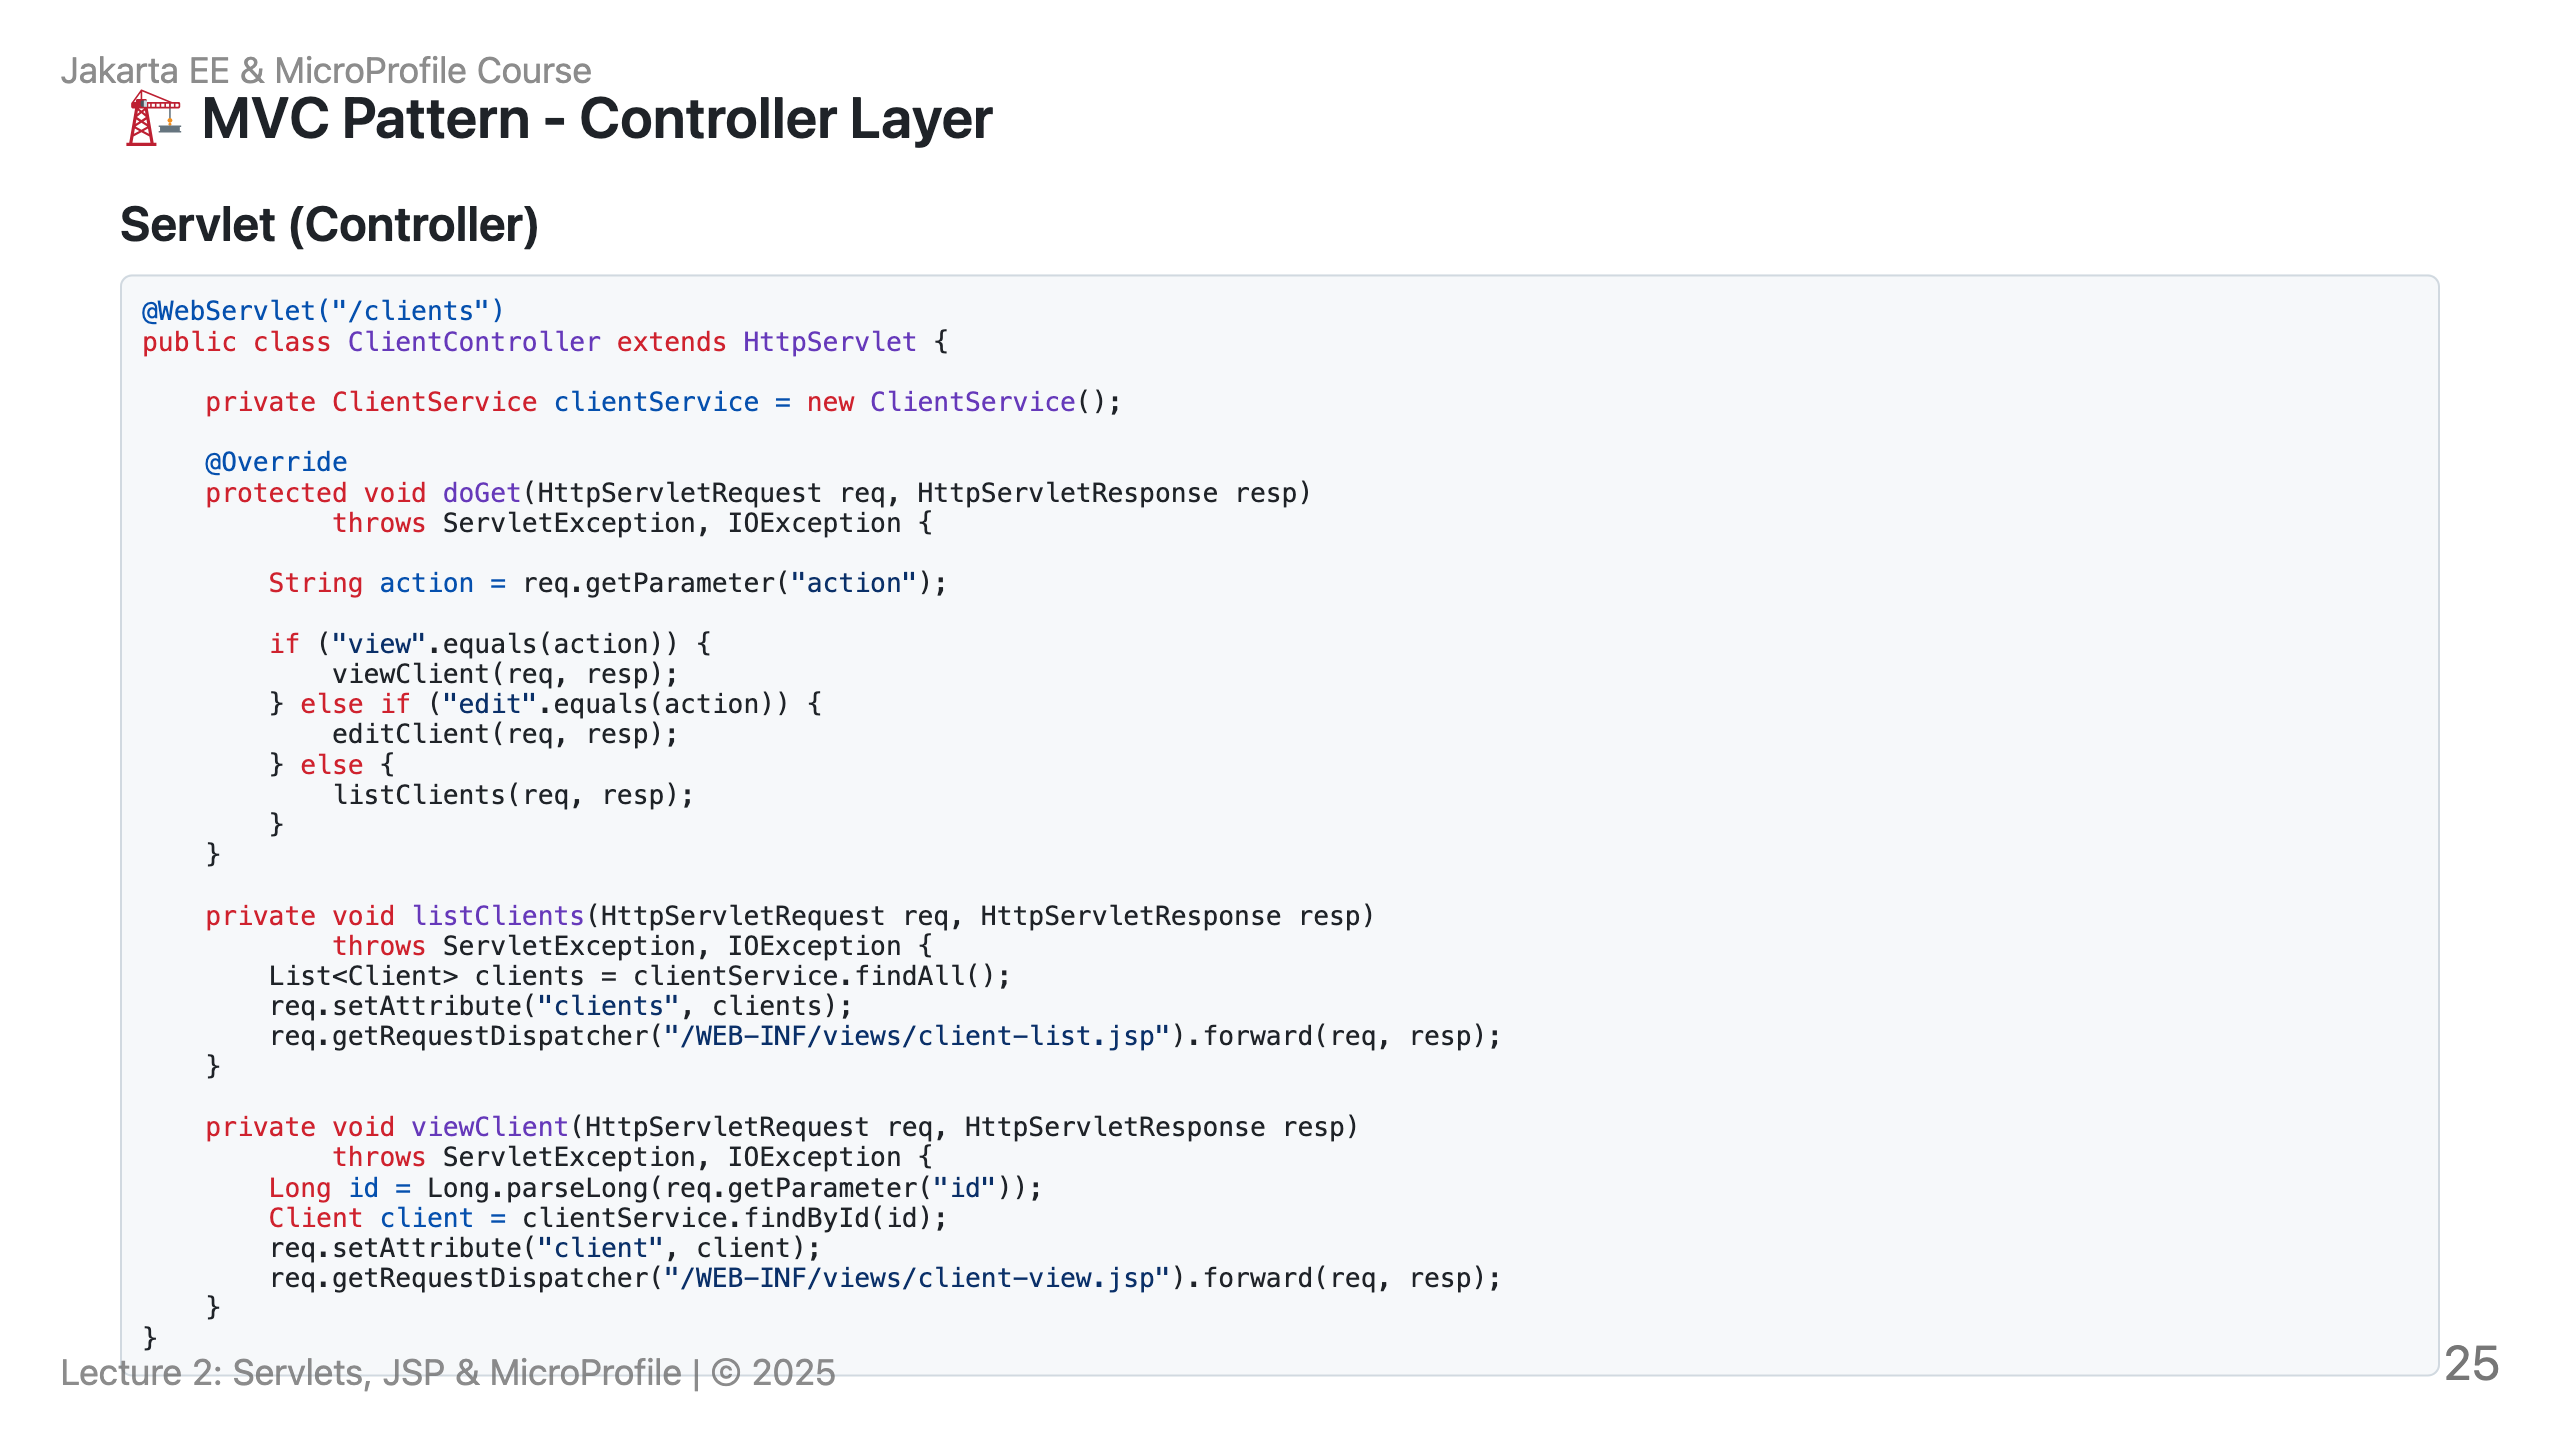 Jakarta EE & MicroProfile Course
MVC Pattern - Controller Layer
Servlet (Controller)
@WebServlet("/clients")
public class ClientController extends HttpServlet {
    private ClientService clientService = new ClientService();
    @Override
    protected void doGet(HttpServletRequest req, HttpServletResponse resp)
            throws ServletException, IOException {
        String action = req.getParameter("action");
        if ("view".equals(action)) {
            viewClient(req, resp);
        } else if ("edit".equals(action)) {
            editClient(req, resp);
        } else {
            listClients(req, resp);
        }
    }
    private void listClients(HttpServletRequest req, HttpServletResponse resp)
            throws ServletException, IOException {
        List<Client> clients = clientService.findAll();
        req.setAttribute("clients", clients);
        req.getRequestDispatcher("/WEB-INF/views/client-list.jsp").forward(req, resp);
    }
    private void viewClient(HttpServletRequest req, HttpServletResponse resp)
            throws ServletException, IOException {
        Long id = Long.parseLong(req.getParameter("id"));
        Client client = clientService.findById(id);
        req.setAttribute("client", client);
        req.getRequestDispatcher("/WEB-INF/views/client-view.jsp").forward(req, resp);
    }
}
Lecture 2: Servlets, JSP & MicroProfile | © 2025
25